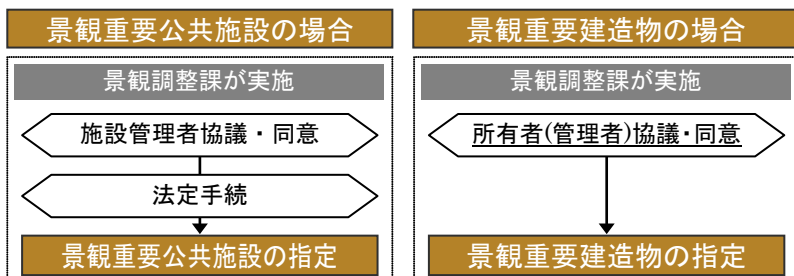 景観重要公共施設の場合
景観調整課が実施
施設管理者協議・同意
法定手続
景観重要公共施設の指定
景観重要建造物の場合
景観調整課が実施
所有者(管理者)協議・同意
景観重要建造物の指定